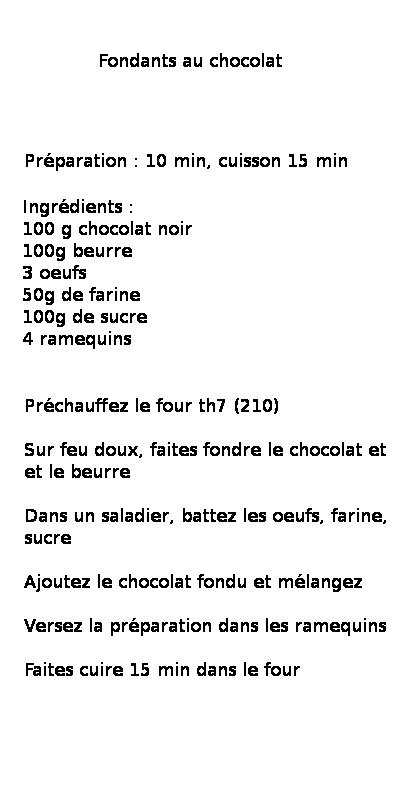 Fondants au chocolat
Préparation : 10 min, cuisson 15 min
Ingrédients :
100 g chocolat noir
100g beurre
3 oeufs
50g de farine
100g de sucre
4 ramequins
Préchauffez le four th7 (210)
Sur feu doux, faites fondre le chocolat et
et le beurre
Dans un saladier, battez les oeufs, farine,
sucre
Ajoutez le chocolat fondu et mélangez
Versez la préparation dans les ramequins
Faites cuire 15 min dans le four